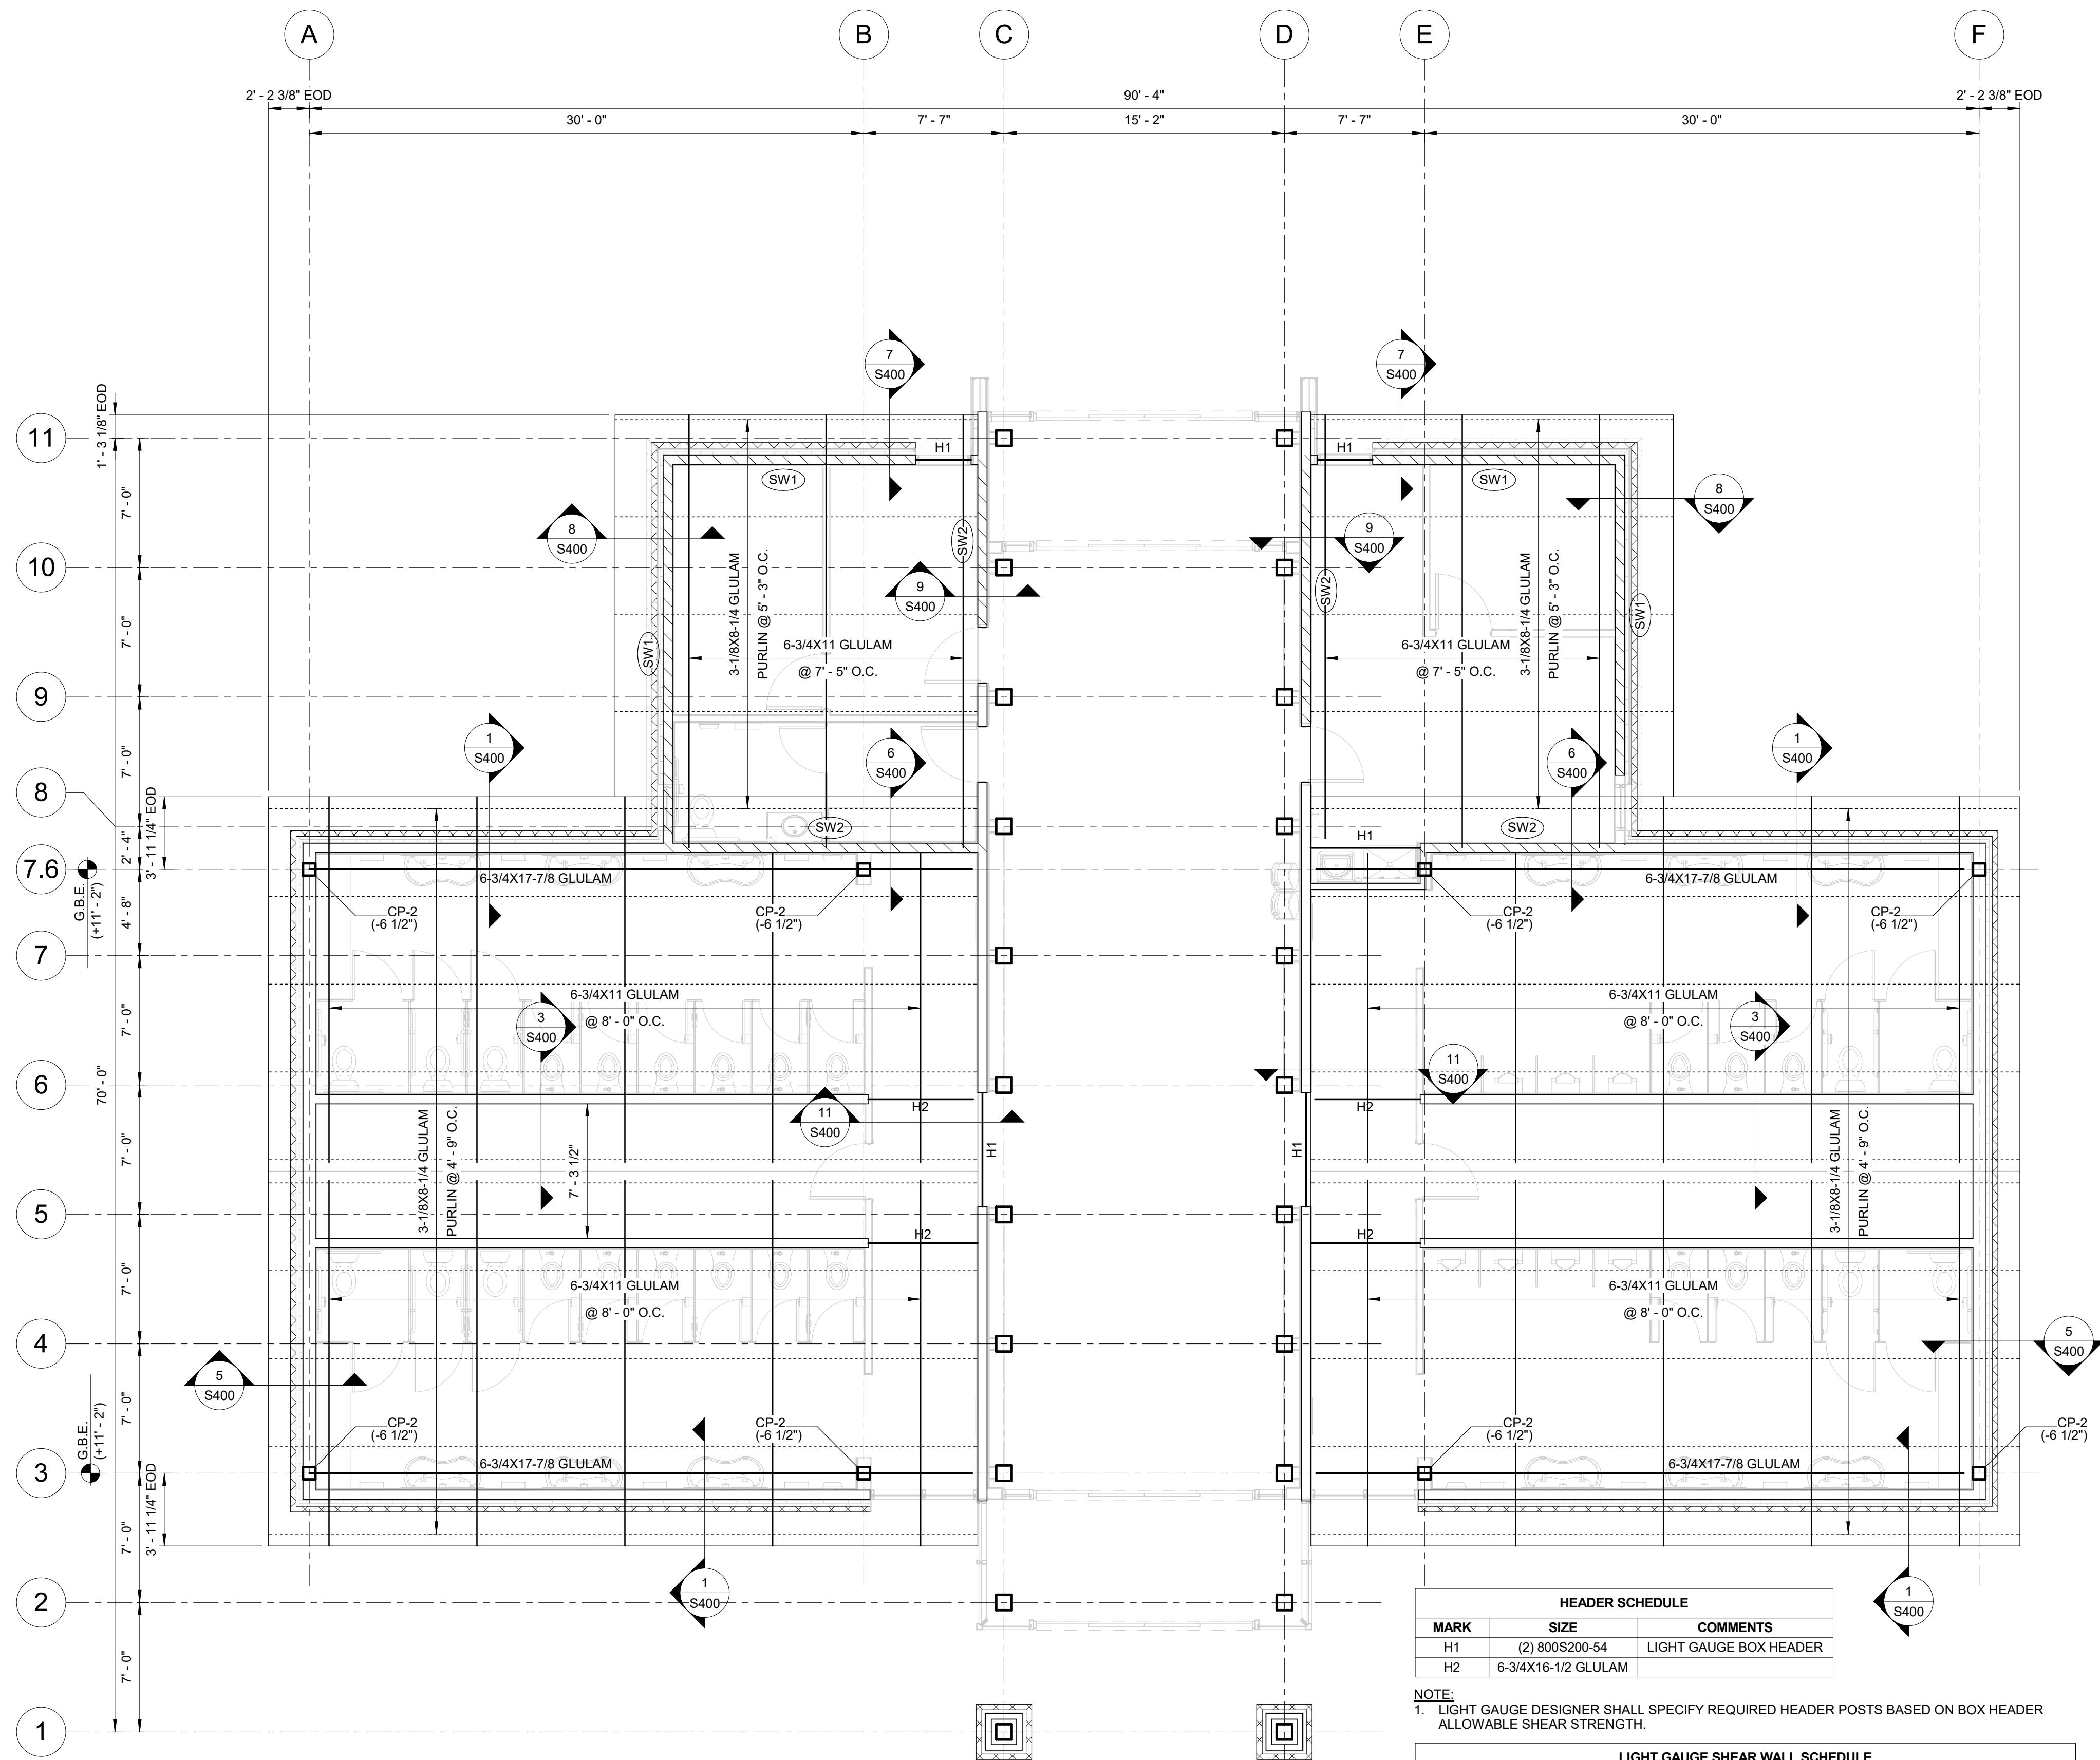 A
B
C
D
E
F
2' - 2 3/8" EOD
90' - 4"
2' - 2 3/8" EOD
30' - 0"
7' - 7"
15' - 2"
7' - 7"
30' - 0"
7
S400
7
S400
1' - 3 1/8" EOD
11
H1
H1
SW1
SW1
8
S400
7' - 0"
8
S400
9
S400
SW2
10
9
S400
SW2
3-1/8X8-1/4 GLULAM
PURLIN @ 5' - 3" O.C.
3-1/8X8-1/4 GLULAM
PURLIN @ 5' - 3" O.C.
SW1
SW1
7' - 0"
6-3/4X11 GLULAM
@ 7' - 5" O.C.
6-3/4X11 GLULAM
@ 7' - 5" O.C.
9
1
S400
6
S400
6
S400
1
S400
7' - 0"
8
3' - 11 1/4" EOD
SW2
SW2
H1
2' - 4"
7.6
G.B.E.
(+11' - 2")
6-3/4X17-7/8 GLULAM
6-3/4X17-7/8 GLULAM
4' - 8"
CP-2
(-6 1/2")
CP-2
(-6 1/2")
CP-2
(-6 1/2")
CP-2
(-6 1/2")
7
6-3/4X11 GLULAM
@ 8' - 0" O.C.
6-3/4X11 GLULAM
@ 8' - 0" O.C.
3
S400
3
S400
7' - 0"
11
S400
6
70' - 0"
H2
H2
11
S400
3-1/8X8-1/4 GLULAM
PURLIN @ 4' - 9" O.C.
7' - 3 1/2"
H1
H1
3-1/8X8-1/4 GLULAM
PURLIN @ 4' - 9" O.C.
7' - 0"
5
H2
H2
7' - 0"
6-3/4X11 GLULAM
@ 8' - 0" O.C.
6-3/4X11 GLULAM
@ 8' - 0" O.C.
4
5
S400
5
S400
7' - 0"
G.B.E.
(+11' - 2")
CP-2
(-6 1/2")
CP-2
(-6 1/2")
CP-2
(-6 1/2")
CP-2
(-6 1/2")
3
6-3/4X17-7/8 GLULAM
6-3/4X17-7/8 GLULAM
7' - 0"
3' - 11 1/4" EOD
1
S400
1
S400
2
7' - 0"
1
HEADER SCHEDULE
MARK SIZE COMMENTS
H1 (2) 800S200-54 LIGHT GAUGE BOX HEADER
H2 6-3/4X16-1/2 GLULAM
NOTE:
1. LIGHT GAUGE DESIGNER SHALL SPECIFY REQUIRED HEADER POSTS BASED ON BOX HEADER
ALLOWABLE SHEAR STRENGTH.
LIGHT GAUGE SHEAR WALL SCHEDULE